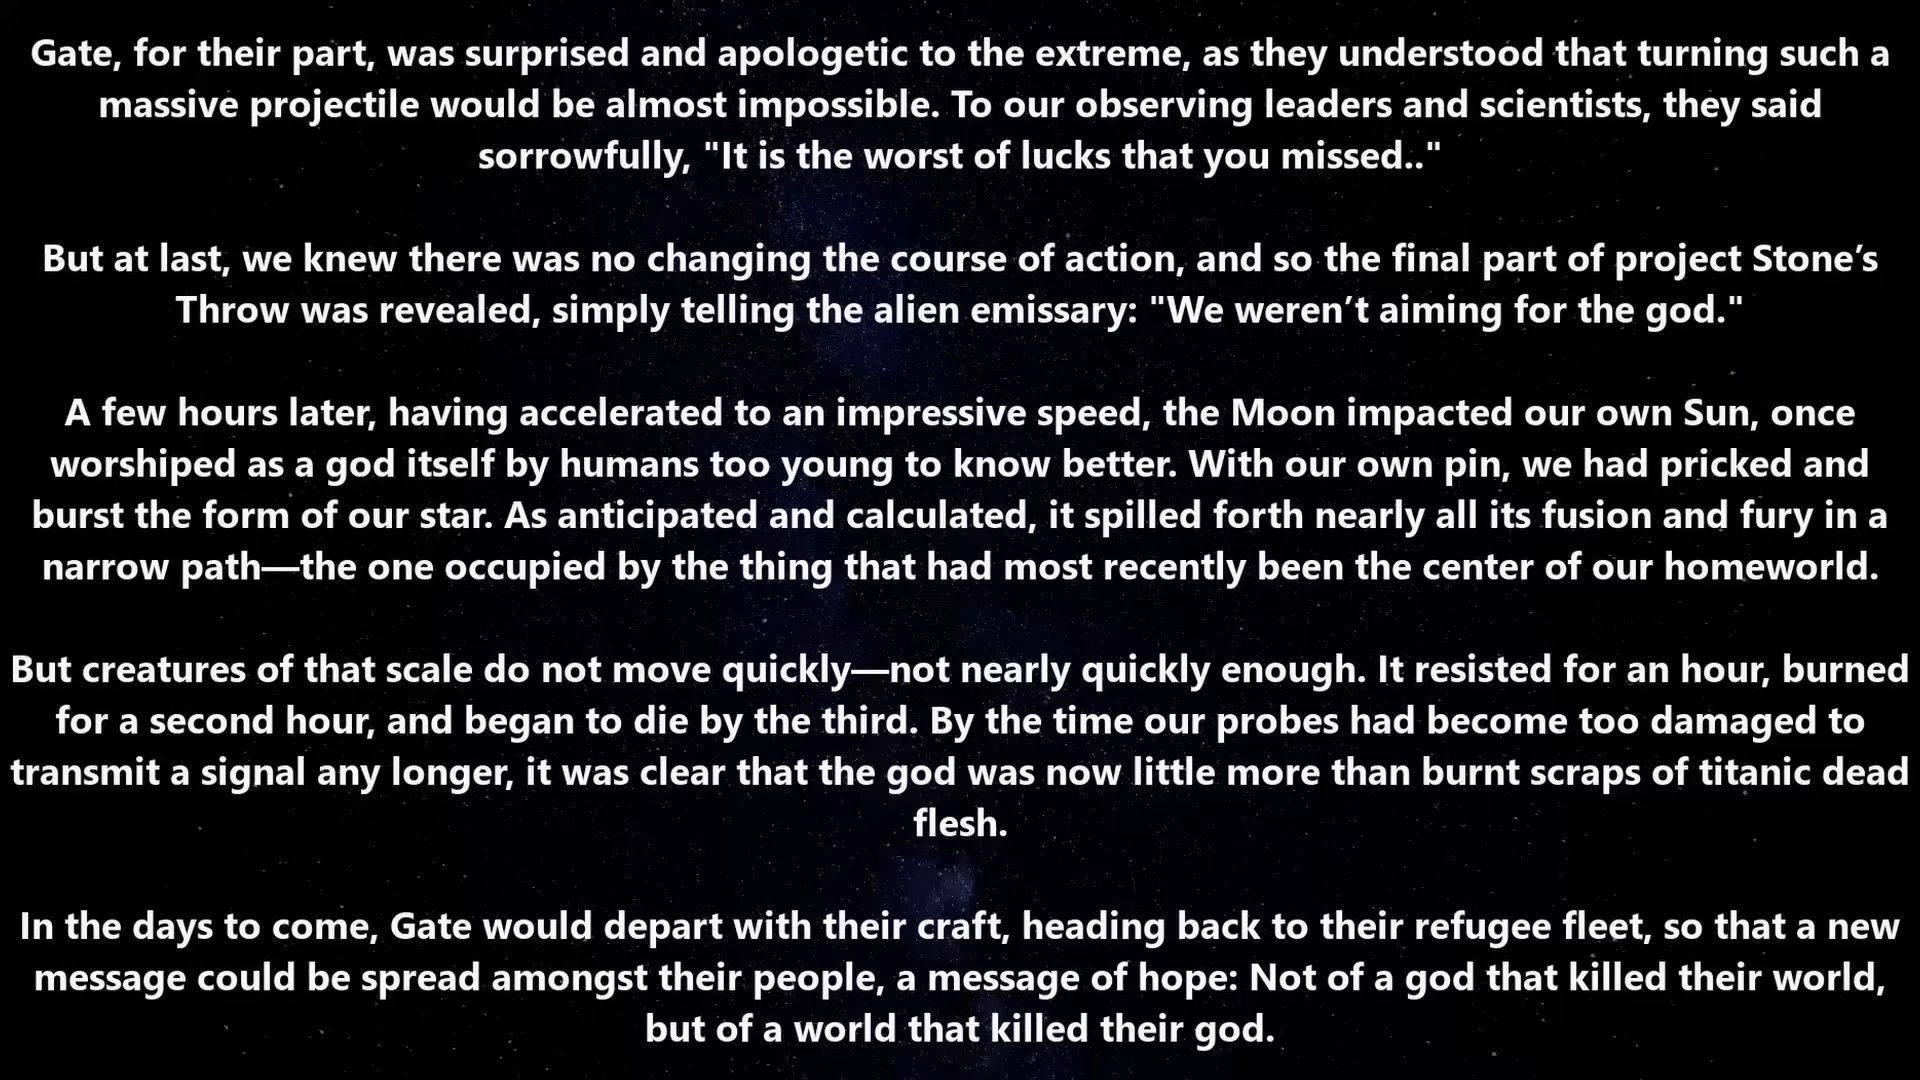 Gate, for their part, was surprised and apologetic to the extreme, as they understood that turning such a
massive projectile would be almost impossible. To our observing leaders and scientists, they said
sorrowfully, "It is the worst of lucks that you missed.."
But at last, we knew there was no changing the course of action, and so the final part of project Stone’s
Throw was revealed, simply telling the alien emissary: "We weren’t aiming for the god."
A few hours later, having accelerated to an impressive speed, the Moon impacted our own Sun, once
worshiped as a god itself by humans too young to know better. With our own pin, we had pricked and
burst the form of our star. As anticipated and calculated, it spilled forth nearly all its fusion and fury in a
narrow path—the one occupied by the thing that had most recently been the center of our homeworld.
But creatures of that scale do not move quickly—not nearly quickly enough. It resisted for an hour, burned
for a second hour, and began to die by the third. By the time our probes had become too damaged to
transmit a signal any longer, it was clear that the god was now little more than burnt scraps of titanic dead
flesh.
In the days to come, Gate would depart with their craft, heading back to their refugee fleet, so that a new
message could be spread amongst their people, a message of hope: Not of a god that killed their world,
but of a world that killed their god.